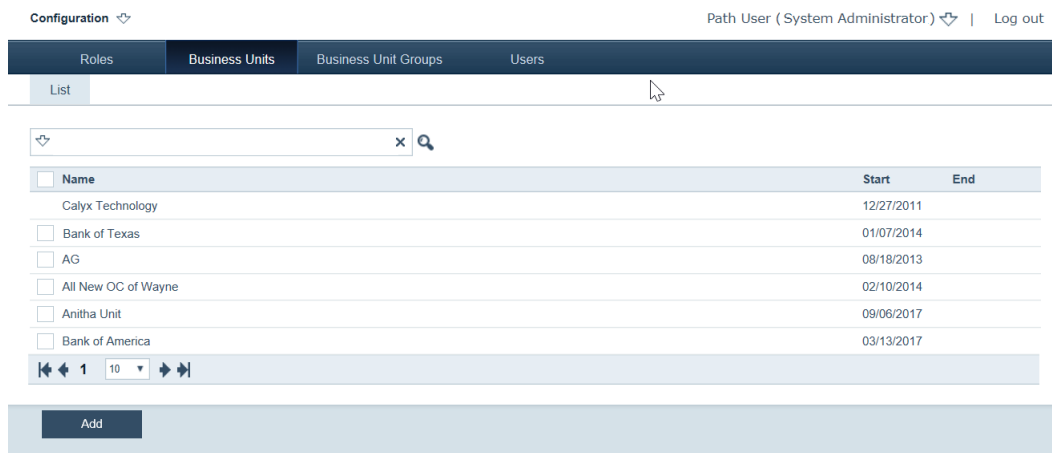 Configuration Path User ( System Administrator) | Log out
Roles Business Units Business Unit Groups Users
List
Name Start End
Calyx Technology 12/27/2011
Bank of Texas 01/07/2014
AG 08/18/2013
All New OC of Wayne 02/10/2014
Anitha Unit 09/06/2017
Bank of America 03/13/2017
1 10
Add